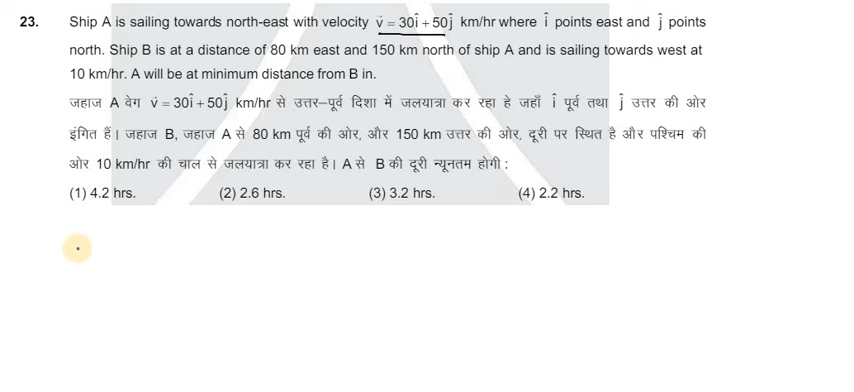 23. Ship A is sailing towards north-east with velocity v⃗ = 30î + 50ĵ km/hr where î points east and ĵ points
north. Ship B is at a distance of 80 km east and 150 km north of ship A and is sailing towards west at
10 km/hr. A will be at minimum distance from B in.
जहाज A वेग v⃗ = 30î + 50ĵ km/hr से उत्तर–पूर्व दिशा में जलयात्रा कर रहा हे जहाँ î पूर्व तथा ĵ उत्तर की ओर
इंगित हैं। जहाज B, जहाज A से 80 km पूर्व की ओर, और 150 km उत्तर की ओर, दूरी पर स्थित है और पश्चिम की
ओर 10 km/hr की चाल से जलयात्रा कर रहा है। A से B की दूरी न्यूनतम होगी :
(1) 4.2 hrs. (2) 2.6 hrs. (3) 3.2 hrs. (4) 2.2 hrs.